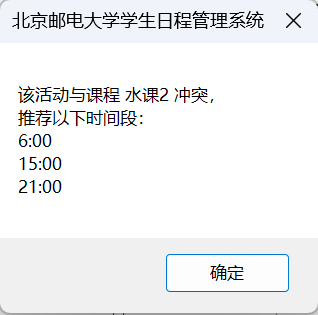 北京邮电大学学生日程管理系统
该活动与课程 水课2 冲突，
推荐以下时间段：
6:00
15:00
21:00
确定